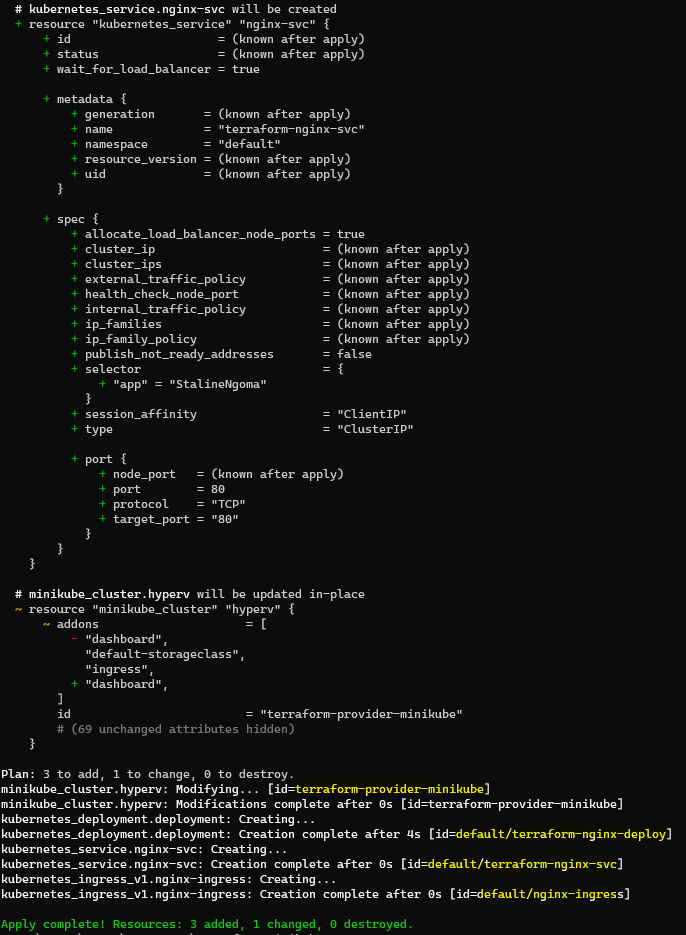 # kubernetes_service.nginx-svc will be created
+ resource "kubernetes_service" "nginx-svc" {
+ id = (known after apply)
+ status = (known after apply)
+ wait_for_load_balancer = true
+ metadata {
+ generation = (known after apply)
+ name = "terraform-nginx-svc"
+ namespace = "default"
+ resource_version = (known after apply)
+ uid = (known after apply)
}
+ spec {
+ allocate_load_balancer_node_ports = true
+ cluster_ip = (known after apply)
+ cluster_ips = (known after apply)
+ external_traffic_policy = (known after apply)
+ health_check_node_port = (known after apply)
+ internal_traffic_policy = (known after apply)
+ ip_families = (known after apply)
+ ip_family_policy = (known after apply)
+ publish_not_ready_addresses = false
+ selector = {
+ "app" = "StalineNgoma"
}
+ session_affinity = "ClientIP"
+ type = "ClusterIP"
+ port {
+ node_port = (known after apply)
+ port = 80
+ protocol = "TCP"
+ target_port = "80"
}
}
}
# minikube_cluster.hyperv will be updated in-place
~ resource "minikube_cluster" "hyperv" {
~ addons = [
- "dashboard",
"default-storageclass",
"ingress",
+ "dashboard",
]
id = "terraform-provider-minikube"
# (69 unchanged attributes hidden)
}
Plan: 3 to add, 1 to change, 0 to destroy.
minikube_cluster.hyperv: Modifying... [id=terraform-provider-minikube]
minikube_cluster.hyperv: Modifications complete after 0s [id=terraform-provider-minikube]
kubernetes_deployment.deployment: Creating...
kubernetes_deployment.deployment: Creation complete after 4s [id=default/terraform-nginx-deploy]
kubernetes_service.nginx-svc: Creating...
kubernetes_service.nginx-svc: Creation complete after 0s [id=default/terraform-nginx-svc]
kubernetes_ingress_v1.nginx-ingress: Creating...
kubernetes_ingress_v1.nginx-ingress: Creation complete after 0s [id=default/nginx-ingress]
Apply complete! Resources: 3 added, 1 changed, 0 destroyed.